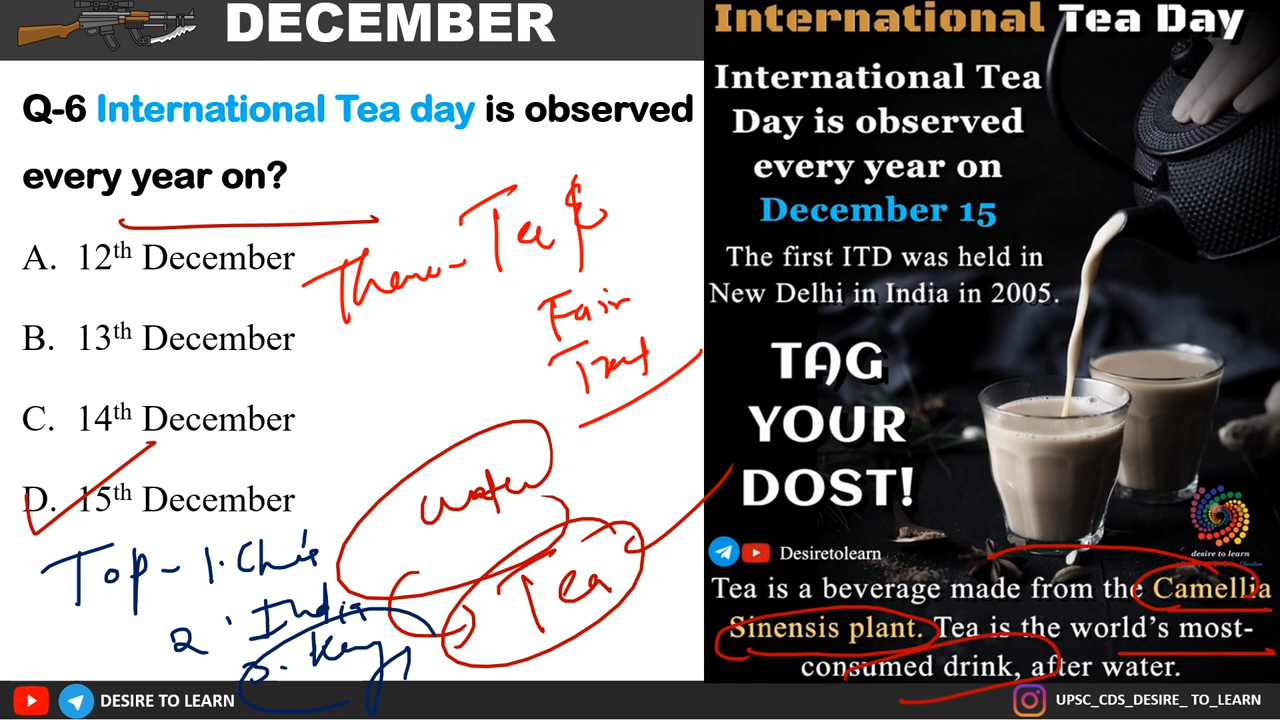 DECEMBER
Q-6 International Tea day is observed
every year on?
A. 12th December
B. 13th December
C. 14th December
D. 15th December
Tea &
Fair
water
Tea
Top - 1.
2. India
3.
DESIRE TO LEARN
International Tea Day
International Tea
Day is observed
every year on
December 15
The first ITD was held in
New Delhi in India in 2005.
TAG
YOUR
DOST!
desire to learn
Desiretolearn
Tea is a beverage made from the Camellia
Sinensis plant. Tea is the world's most-
consumed drink, after water.
UPSC_CDS_DESIRE_ TO_LEARN